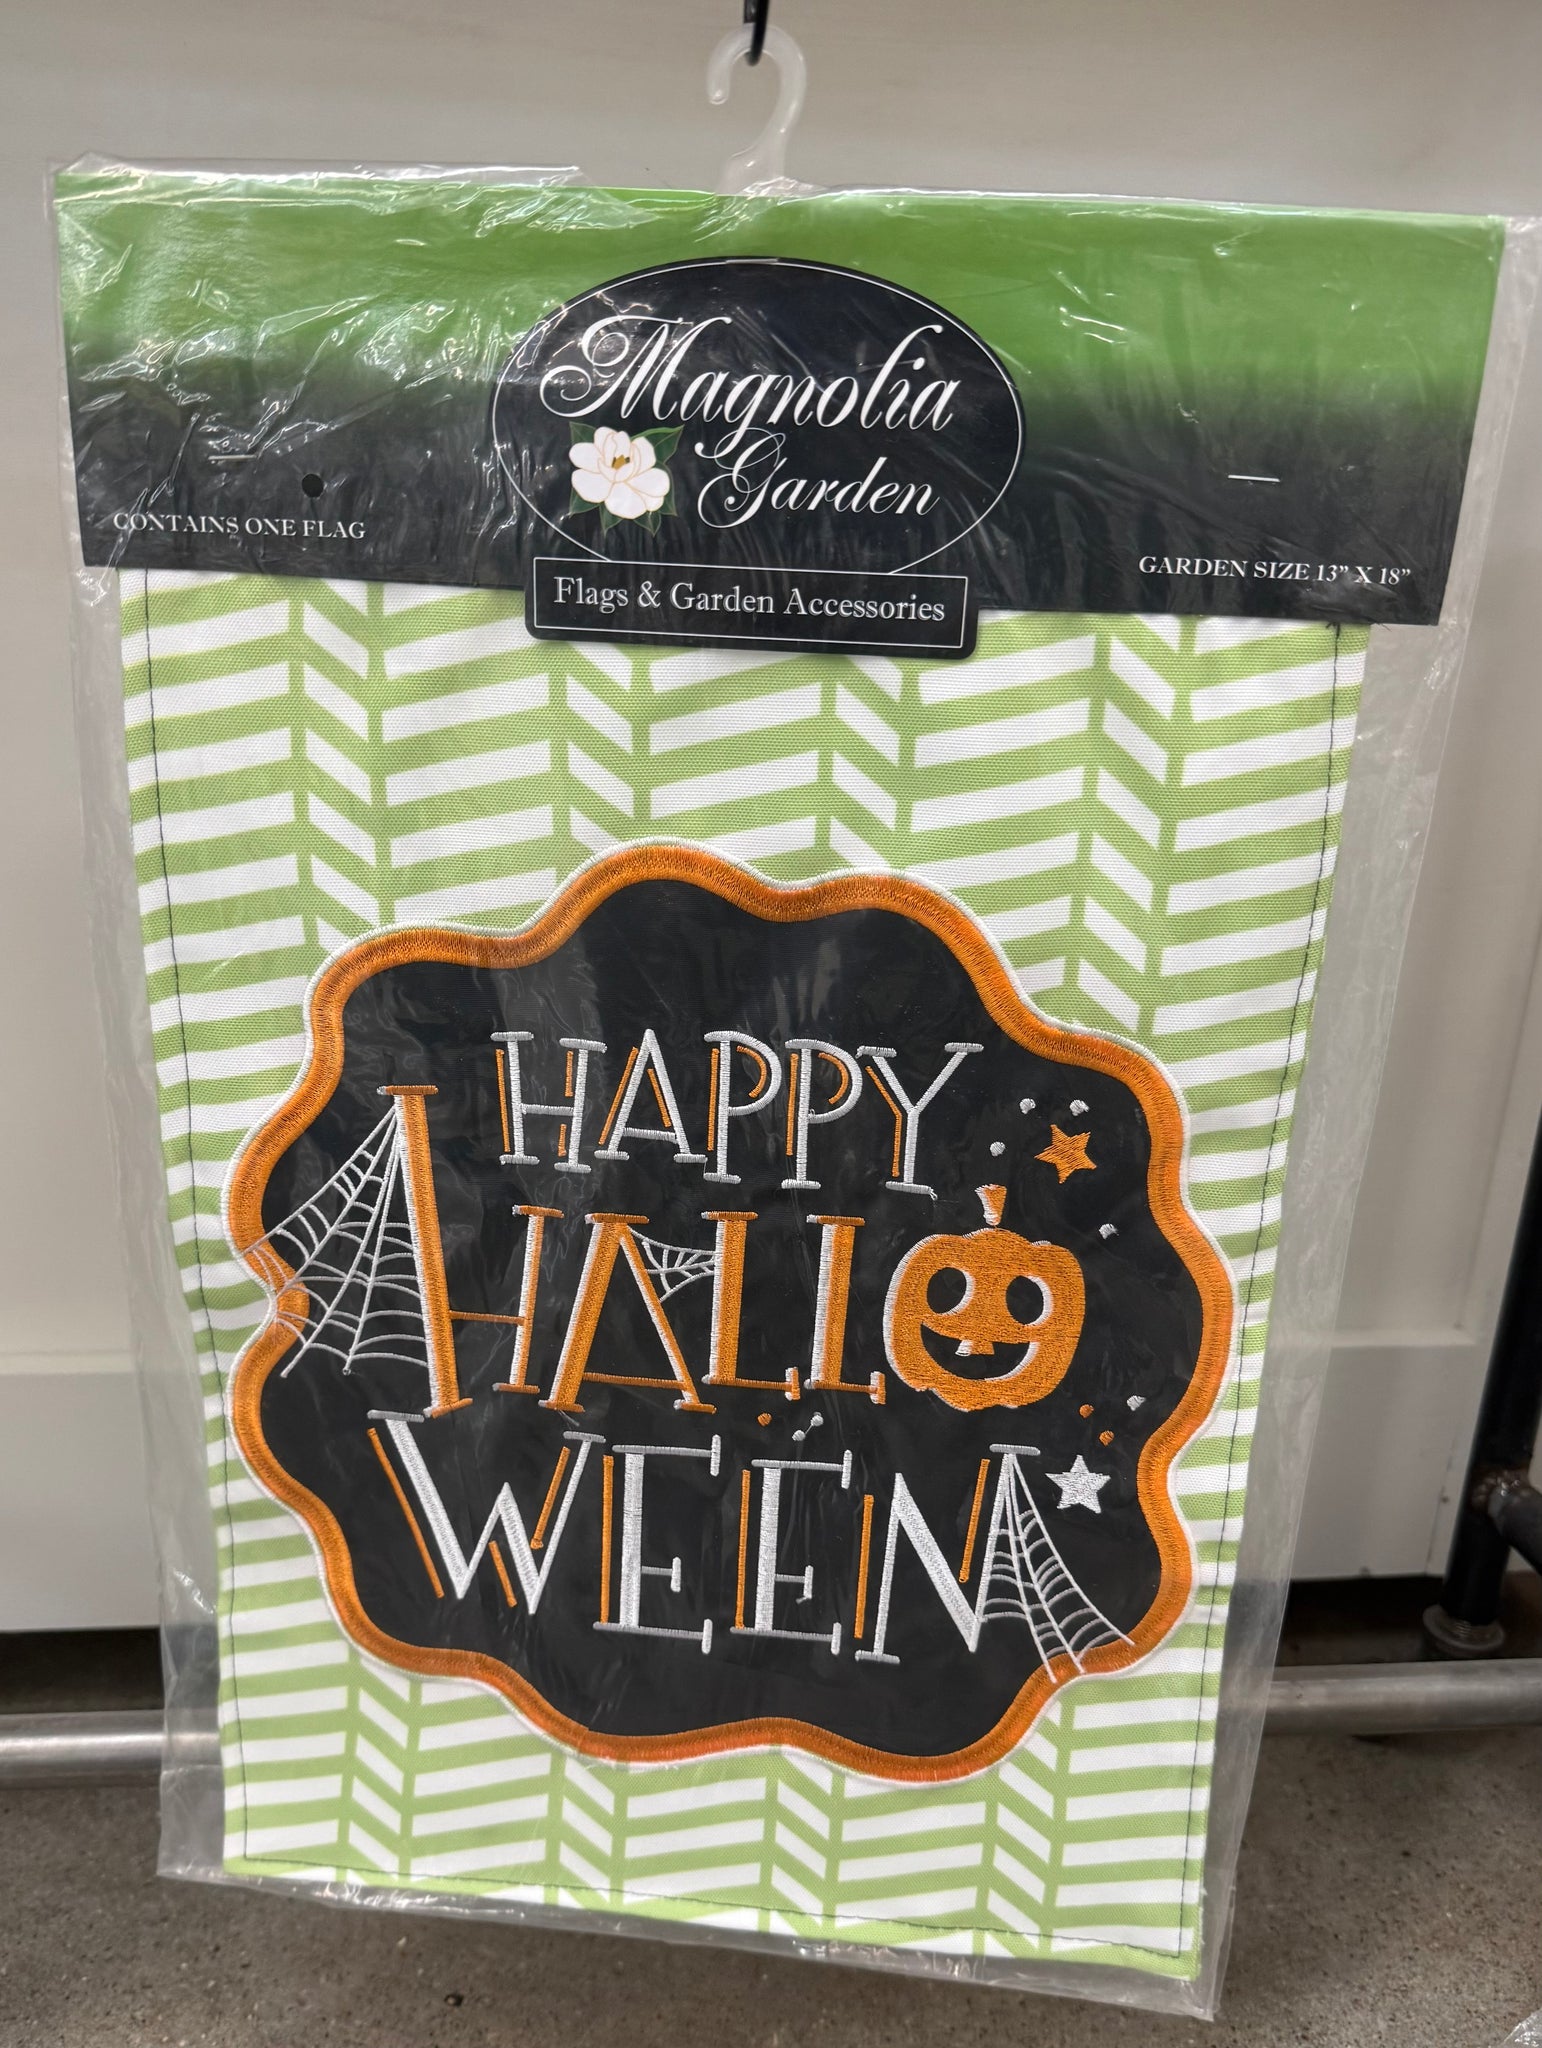 Magnolia
Garden
CONTAINS ONE FLAG
GARDEN SIZE 13” X 18”
Flags & Garden Accessories
HAPPY
HALLO
WEEN